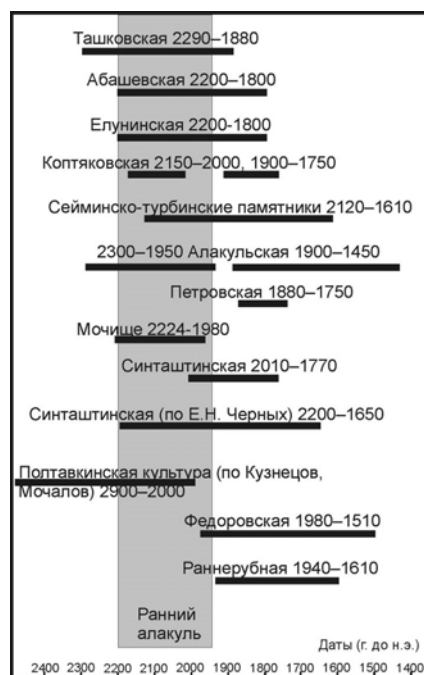 Ташковская 2290–1880
Абашевская 2200–1800
Елунинская 2200-1800
Коптяковская 2150–2000, 1900–1750
Сейминско-турбинские памятники 2120–1610
2300–1950 Алакульская 1900–1450
Петровская 1880–1750
Мочище 2224-1980
Синташтинская 2010–1770
Синташтинская (по Е.Н. Черных) 2200–1650
Полтавкинская культура (по Кузнецов,
Мочалов) 2900–2000
Федоровская 1980–1510
Раннерубная 1940–1610
Ранний
алакуль
Даты (г. до н.э.)
2400 2300 2200 2100 2000 1900 1800 1700 1600 1500 1400